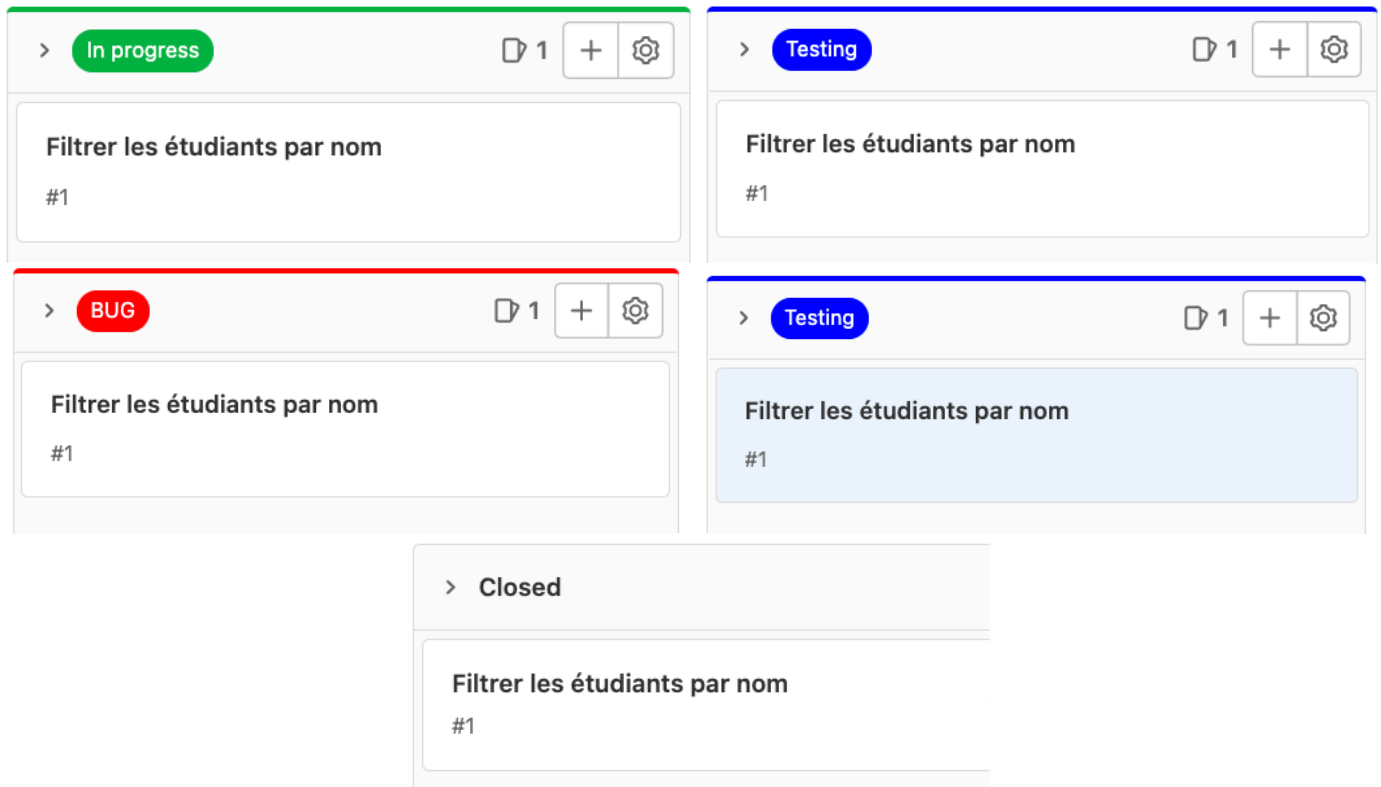 In progress
1
Filtrer les étudiants par nom
#1
Testing
1
Filtrer les étudiants par nom
#1
BUG
1
Filtrer les étudiants par nom
#1
Testing
1
Filtrer les étudiants par nom
#1
Closed
Filtrer les étudiants par nom
#1